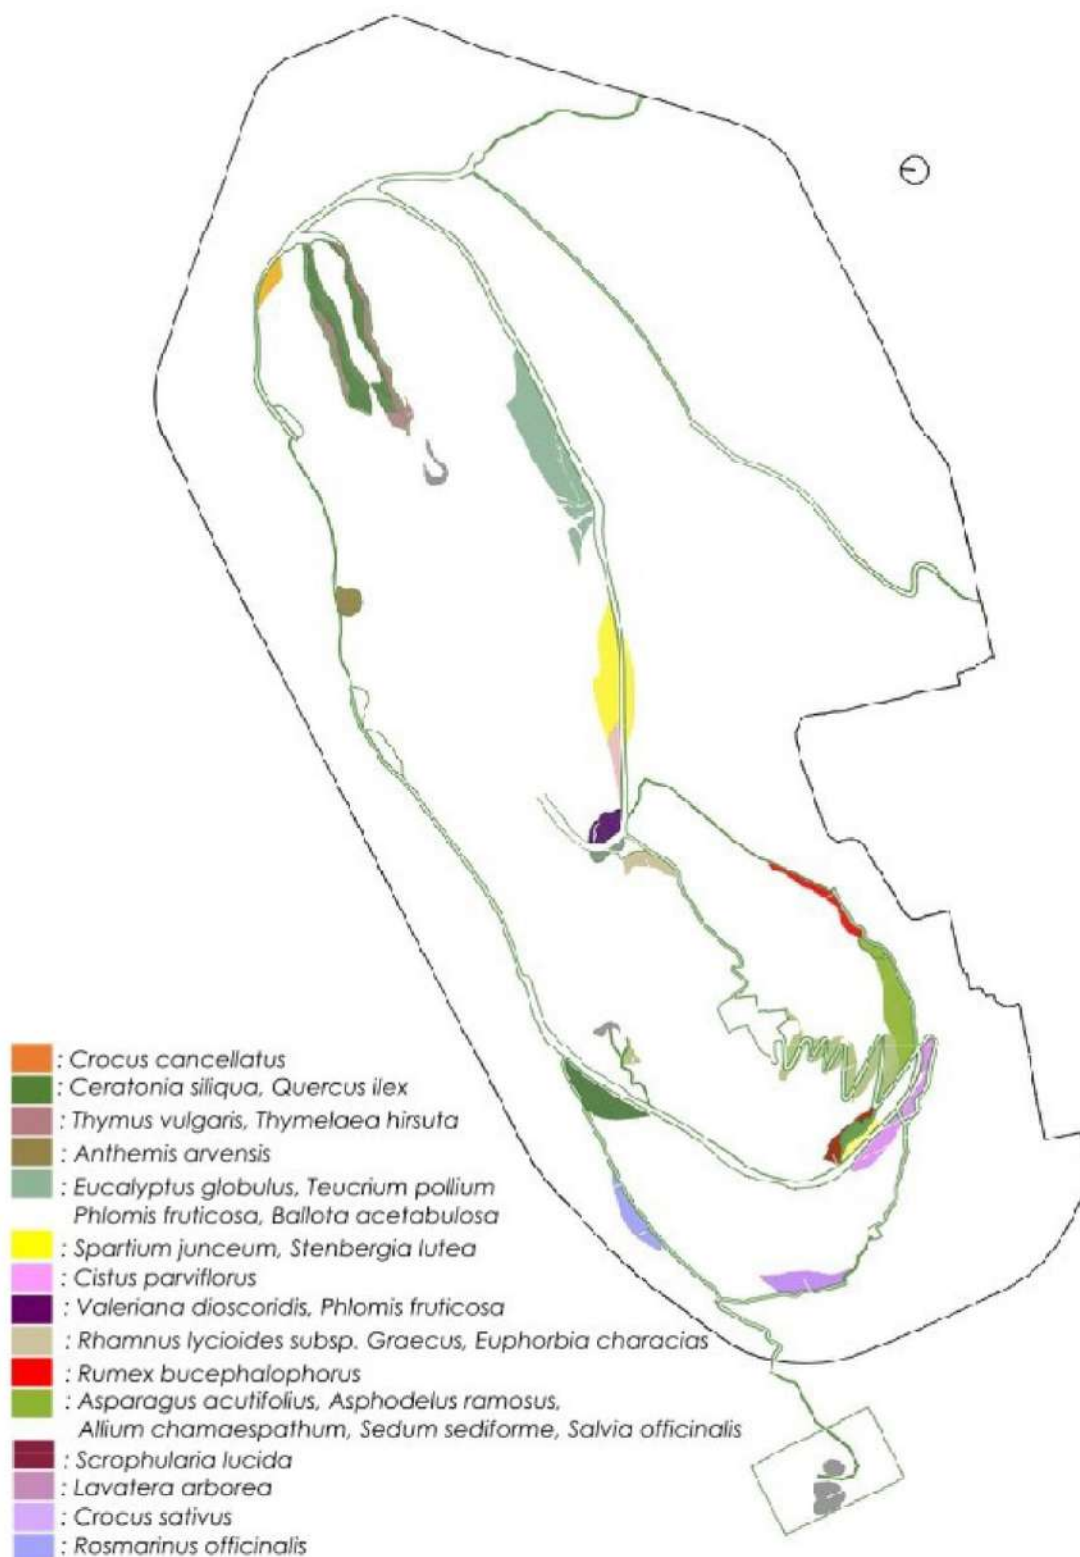 : Crocus cancellatus
: Ceratonia siliqua, Quercus ilex
: Thymus vulgaris, Thymelaea hirsuta
: Anthemis arvensis
: Eucalyptus globulus, Teucrium pollium
Phlomis fruticosa, Ballota acetabulosa
: Spartium junceum, Stenbergia lutea
: Cistus parviflorus
: Valeriana dioscoridis, Phlomis fruticosa
: Rhamnus lycioides subsp. Graecus, Euphorbia characias
: Rumex bucephalophorus
: Asparagus acutifolius, Asphodelus ramosus,
Allium chamaespathum, Sedum sediforme, Salvia officinalis
: Scrophularia lucida
: Lavatera arborea
: Crocus sativus
: Rosmarinus officinalis